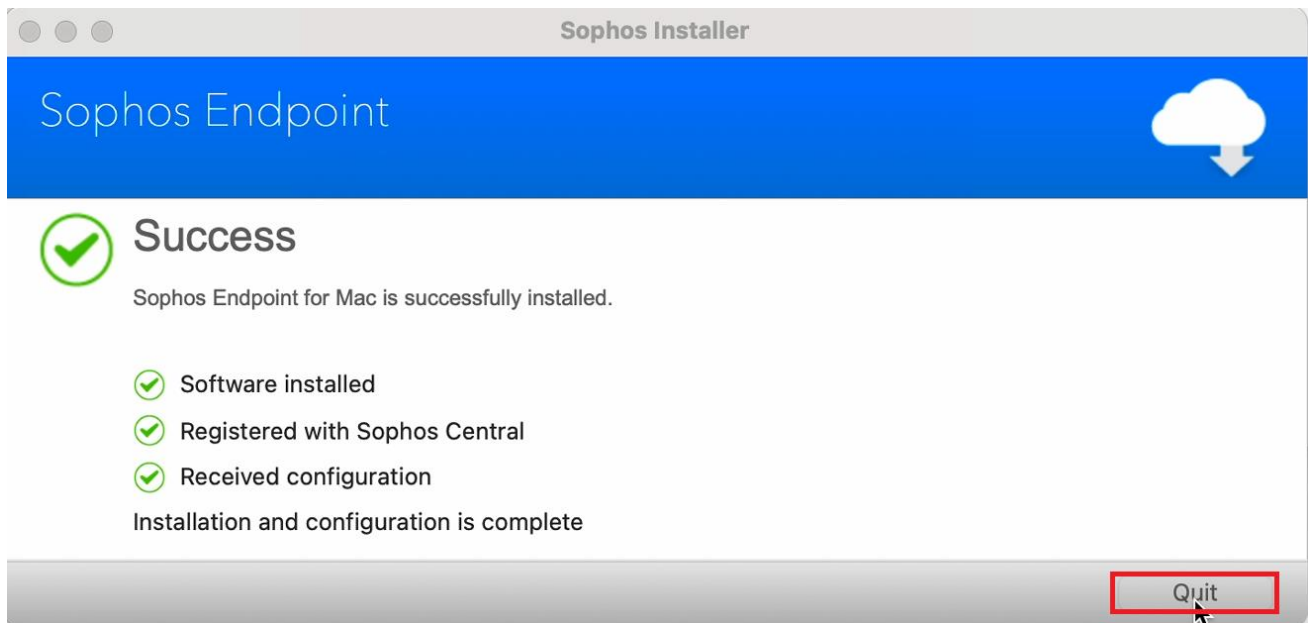 Sophos Installer
Sophos Endpoint
Success
Sophos Endpoint for Mac is successfully installed.
Software installed
Registered with Sophos Central
Received configuration
Installation and configuration is complete
Quit